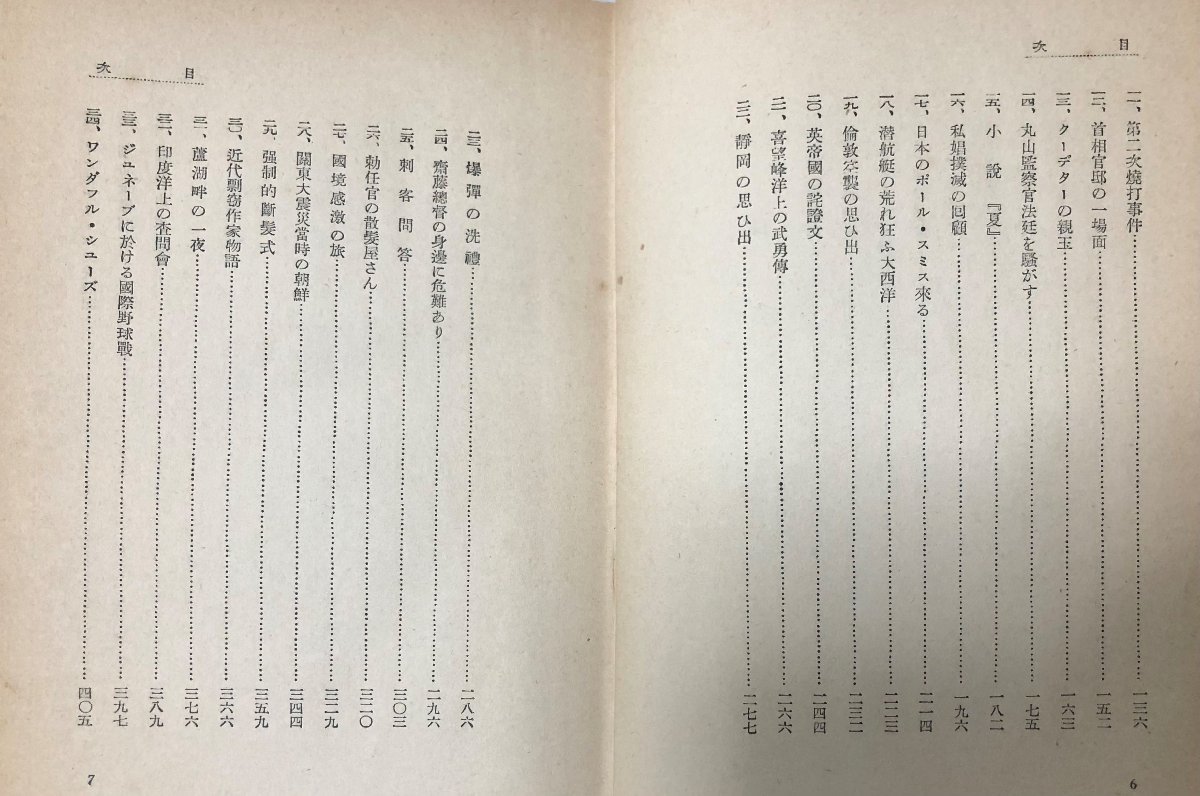 目次
一一、第二次燒打事件 一三六
一二、首相官邸の一場面 一五二
一三、クーデターの親玉 一六三
一四、丸山監察官法廷を騷がす 一七五
一五、小說『夏』 一八二
一六、私娼撲滅の回顧 一九六
一七、日本のポール・スミス來る 二一四
一八、潜航艇の荒れ狂ふ大西洋 二二三
一九、倫敦空襲の思ひ出 二三二
二〇、英帝國の詫證文 二四四
二一、喜望峰洋上の武勇傳 二六六
二二、靜岡の思ひ出 二七七
6
目次
二三、爆彈の洗禮 二八六
二四、齋藤總督の身邊に危難あり 二九六
二五、刺客問答 三〇三
二六、勅任官の散髮屋さん 三二〇
二七、國境感激の旅 三二九
二八、關東大震災當時の朝鮮 三四四
二九、强制的斷髮式 三五九
三〇、近代剽窃作家物語 三六六
三一、蘆湖畔の一夜 三七六
三二、印度洋上の査問會 三八九
三三、ジュネーブに於ける國際野球戰 三九七
三四、ワンダフル・シューズ 四〇五
7